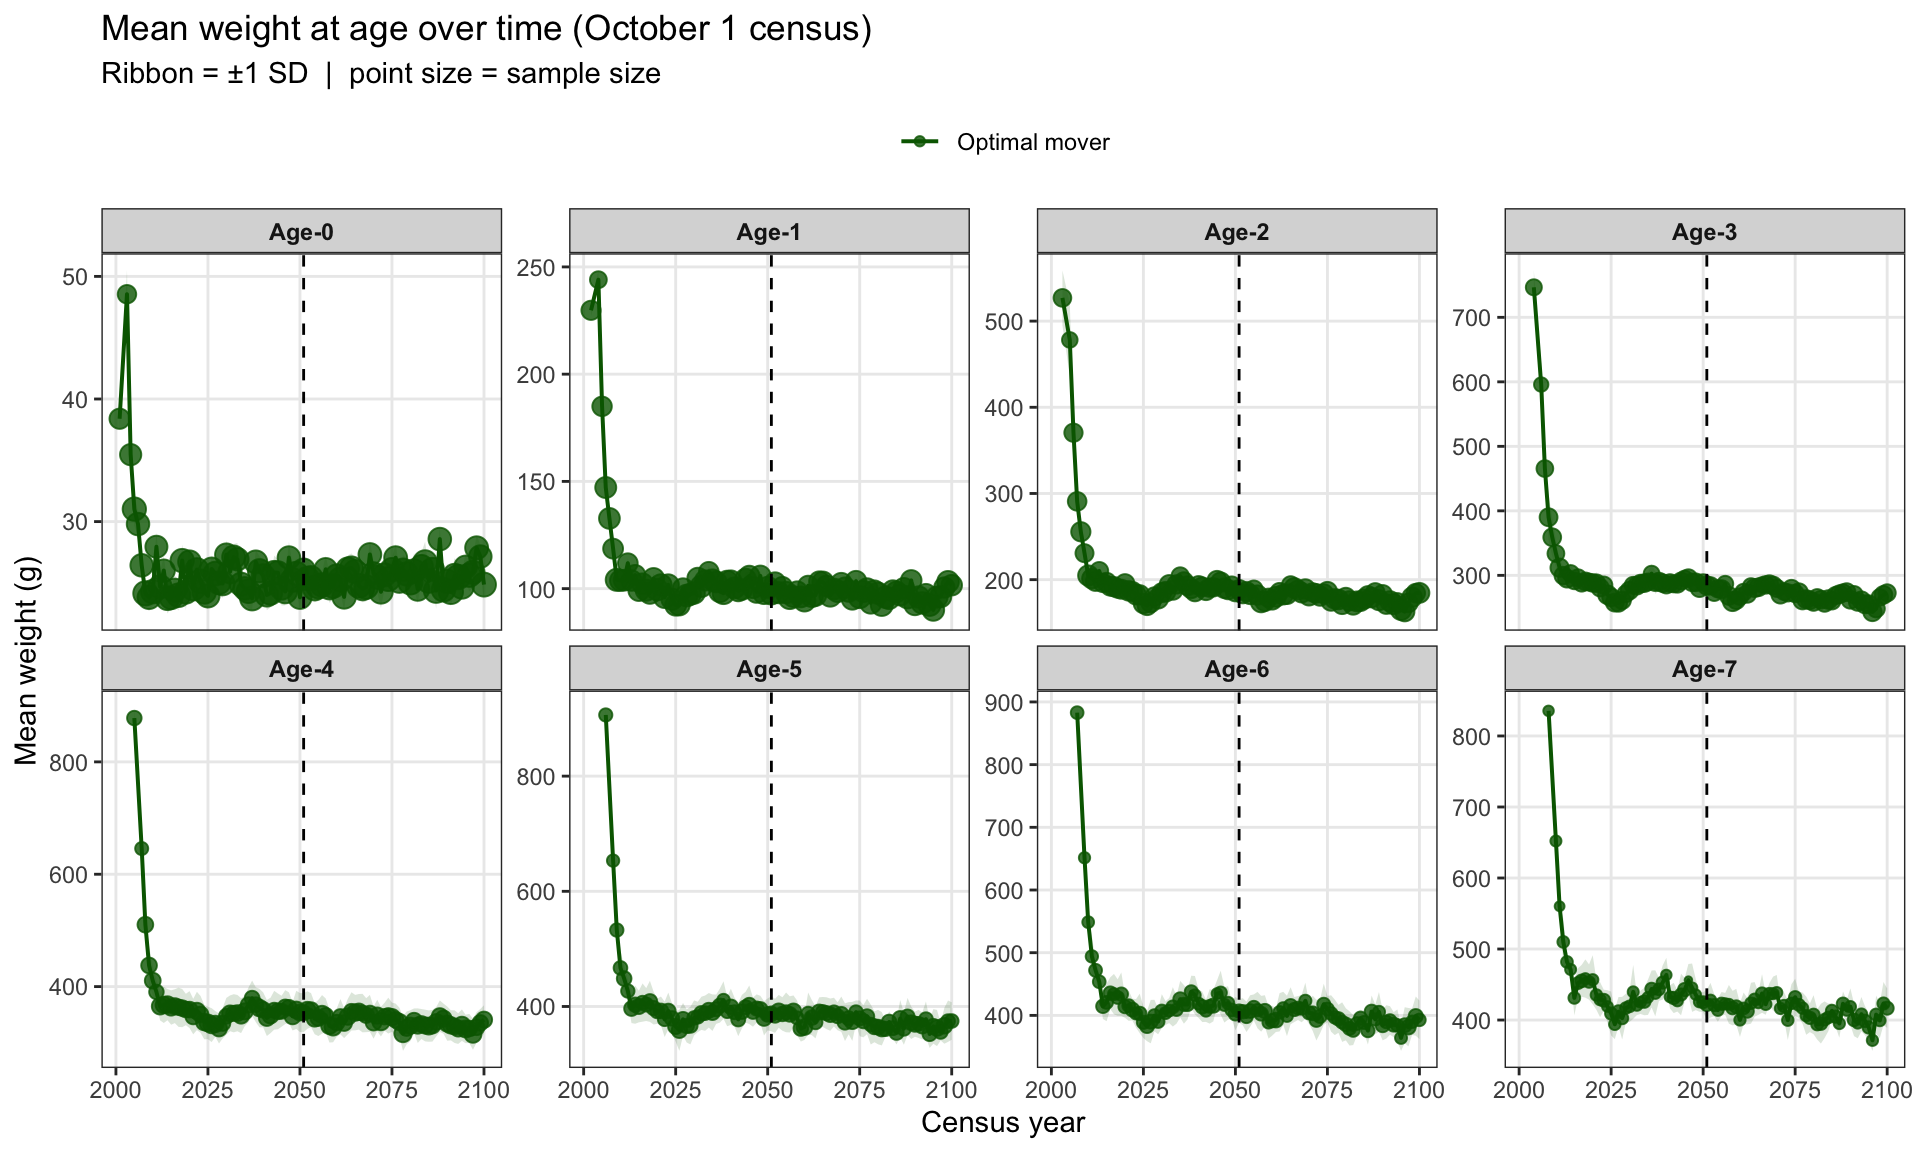 Mean weight at age over time (October 1 census)
Ribbon = ±1 SD | point size = sample size
Optimal mover
Age-0
Age-1
Age-2
Age-3
50
40
30
250
200
150
100
500
400
300
200
700
600
500
400
300
Mean weight (g)
Age-4
Age-5
Age-6
Age-7
800
600
400
800
600
400
900
800
700
600
500
400
800
700
600
500
400
2000 2025 2050 2075 2100
2000 2025 2050 2075 2100
2000 2025 2050 2075 2100
2000 2025 2050 2075 2100
Census year